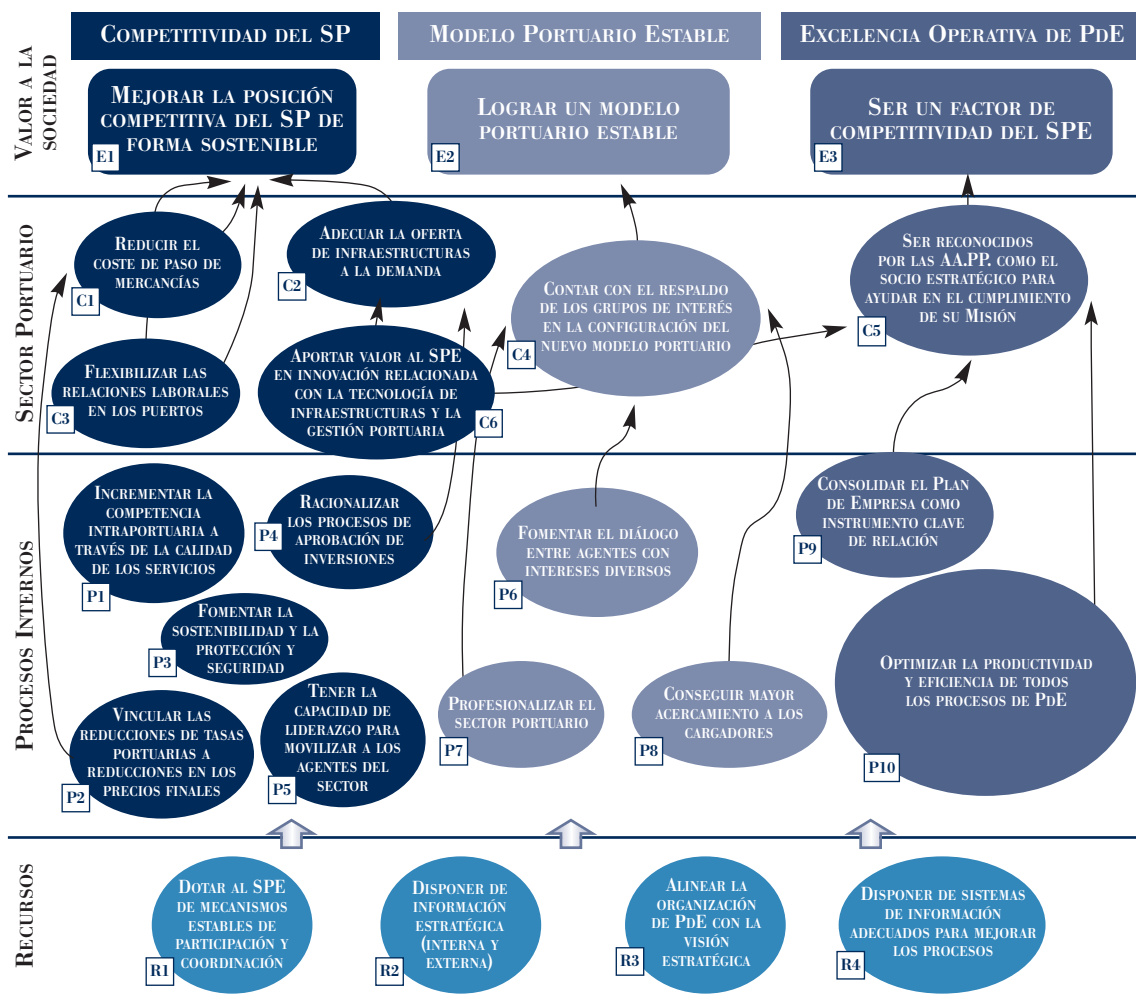 COMPETITIVIDAD DEL SP
MODELO PORTUARIO ESTABLE
EXCELENCIA OPERATIVA DE PDE
VALOR A LA
SOCIEDAD
MEJORAR LA POSICIÓN
COMPETITIVA DEL SP DE
FORMA SOSTENIBLE
E1
LOGRAR UN MODELO
PORTUARIO ESTABLE
E2
SER UN FACTOR DE
COMPETITIVIDAD DEL SPE
E3
SECTOR PORTUARIO
REDUCIR EL
COSTE DE PASO DE
MERCANCÍAS
C1
ADECUAR LA OFERTA
DE INFRAESTRUCTURAS
A LA DEMANDA
C2
FLEXIBILIZAR LAS
RELACIONES LABORALES
EN LOS PUERTOS
C3
APORTAR VALOR AL SPE
EN INNOVACIÓN RELACIONADA
CON LA TECNOLOGÍA DE
INFRAESTRUCTURAS Y LA
GESTIÓN PORTUARIA
C6
CONTAR CON EL RESPALDO
DE LOS GRUPOS DE INTERÉS
EN LA CONFIGURACIÓN DEL
NUEVO MODELO PORTUARIO
C4
SER RECONOCIDOS
POR LAS AA.PP. COMO EL
SOCIO ESTRATÉGICO PARA
AYUDAR EN EL CUMPLIMIENTO
DE SU MISIÓN
C5
PROCESOS INTERNOS
INCREMENTAR LA
COMPETENCIA
INTRAPORTUARIA A
TRAVÉS DE LA CALIDAD
DE LOS SERVICIOS
P1
RACIONALIZAR
LOS PROCESOS DE
APROBACIÓN DE
INVERSIONES
P4
FOMENTAR LA
SOSTENIBILIDAD Y LA
PROTECCIÓN Y
SEGURIDAD
P3
VINCULAR LAS
REDUCCIONES DE TASAS
PORTUARIAS A
REDUCCIONES EN LOS
PRECIOS FINALES
P2
TENER LA
CAPACIDAD DE
LIDERAZGO PARA
MOVILIZAR A LOS
AGENTES DEL
SECTOR
P5
FOMENTAR EL DIÁLOGO
ENTRE AGENTES CON
INTERESES DIVERSOS
P6
PROFESIONALIZAR EL
SECTOR PORTUARIO
P7
CONSEGUIR MAYOR
ACERCAMIENTO A LOS
CARGADORES
P8
CONSOLIDAR EL PLAN
DE EMPRESA COMO
INSTRUMENTO CLAVE
DE RELACIÓN
P9
OPTIMIZAR LA PRODUCTIVIDAD
Y EFICIENCIA DE TODOS
LOS PROCESOS DE PDE
P10
RECURSOS
DOTAR AL SPE
DE MECANISMOS
ESTABLES DE
PARTICIPACIÓN Y
COORDINACIÓN
R1
DISPONER DE
INFORMACIÓN
ESTRATÉGICA
(INTERNA Y
EXTERNA)
R2
ALINEAR LA
ORGANIZACIÓN
DE PDE CON LA
VISIÓN
ESTRATÉGICA
R3
DISPONER DE SISTEMAS
DE INFORMACIÓN
ADECUADOS PARA MEJORAR
LOS PROCESOS
R4